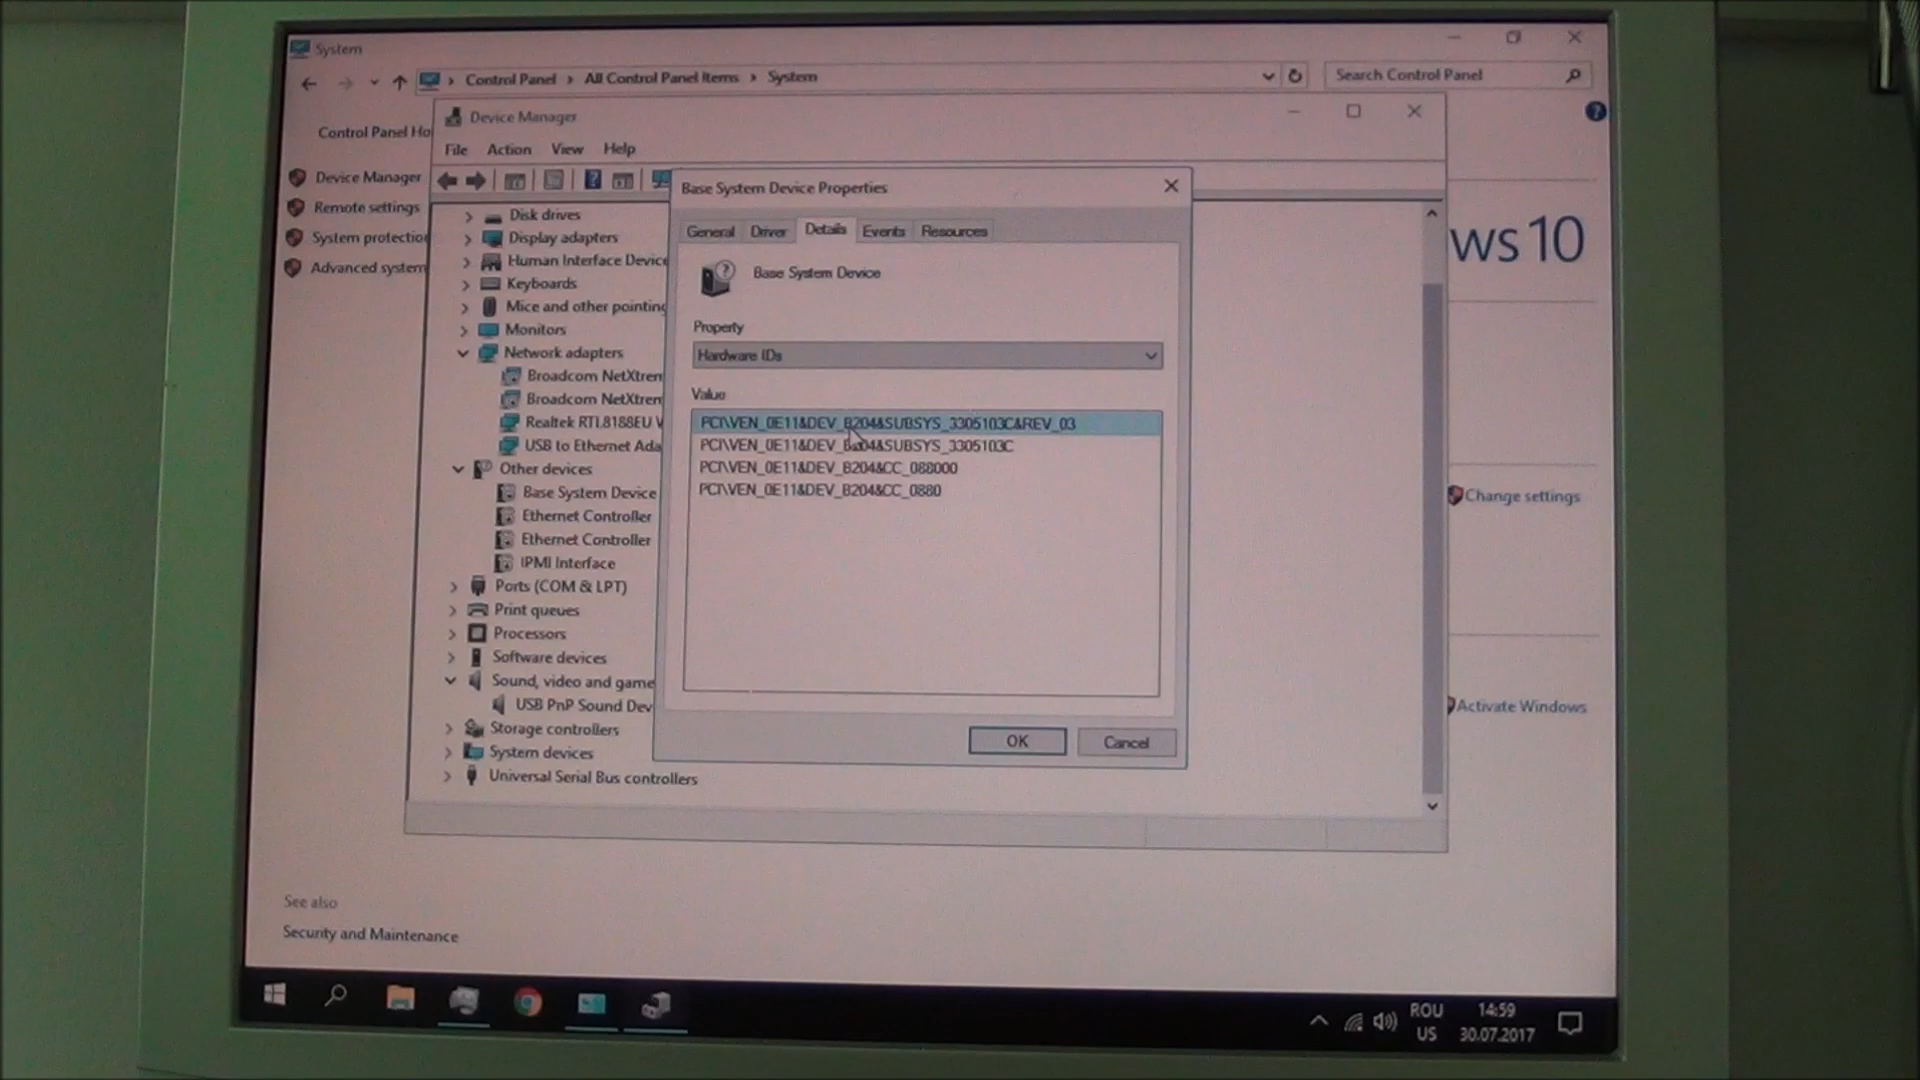 System
Control Panel > All Control Panel Items > System
Search Control Panel
Control Panel Ho
Device Manager
Remote settings
System protectio
Advanced system
See also
Security and Maintenance
Device Manager
File Action View Help
Disk drives
Display adapters
Human Interface Device
Keyboards
Mice and other pointing
Monitors
Network adapters
Broadcom NetXtrem
Broadcom NetXtrem
Realtek RTL8188EU W
USB to Ethernet Ada
Other devices
Base System Device
Ethernet Controller
Ethernet Controller
IPMI Interface
Ports (COM & LPT)
Print queues
Processors
Software devices
Sound, video and game
USB PnP Sound Dev
Storage controllers
System devices
Universal Serial Bus controllers
Base System Device Properties
General Driver Details Events Resources
Base System Device
Property
Hardware IDs
Value
PCI\VEN_0E11&DEV_B204&SUBSYS_3305103C&REV_03
PCI\VEN_0E11&DEV_B204&SUBSYS_3305103C
PCI\VEN_0E11&DEV_B204&CC_088000
PCI\VEN_0E11&DEV_B204&CC_0880
OK
Cancel
ws 10
Change settings
Activate Windows
ROU
US
14:59
30.07.2017